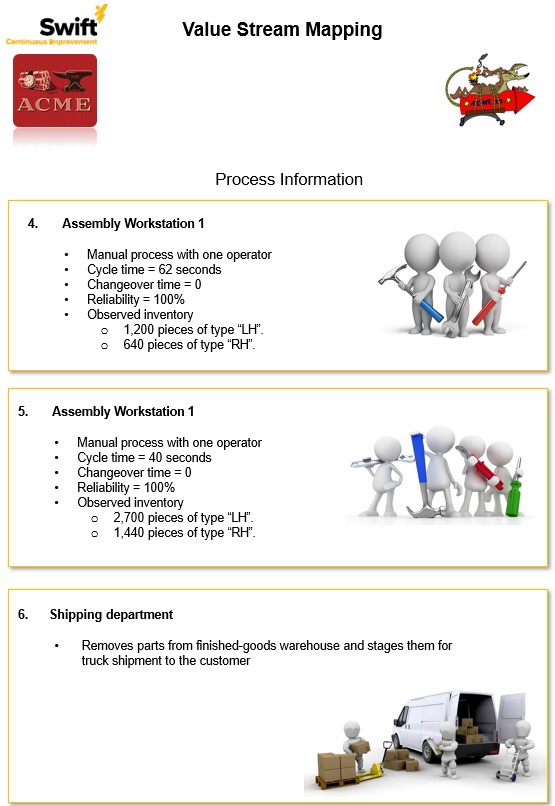 Swift
Continuous Improvement
Value Stream Mapping
ACME
Process Information
4. Assembly Workstation 1
• Manual process with one operator
• Cycle time = 62 seconds
• Changeover time = 0
• Reliability = 100%
• Observed inventory
o 1,200 pieces of type “LH”.
o 640 pieces of type “RH”.
5. Assembly Workstation 1
• Manual process with one operator
• Cycle time = 40 seconds
• Changeover time = 0
• Reliability = 100%
• Observed inventory
o 2,700 pieces of type “LH”.
o 1,440 pieces of type “RH”.
6. Shipping department
• Removes parts from finished-goods warehouse and stages them for
truck shipment to the customer